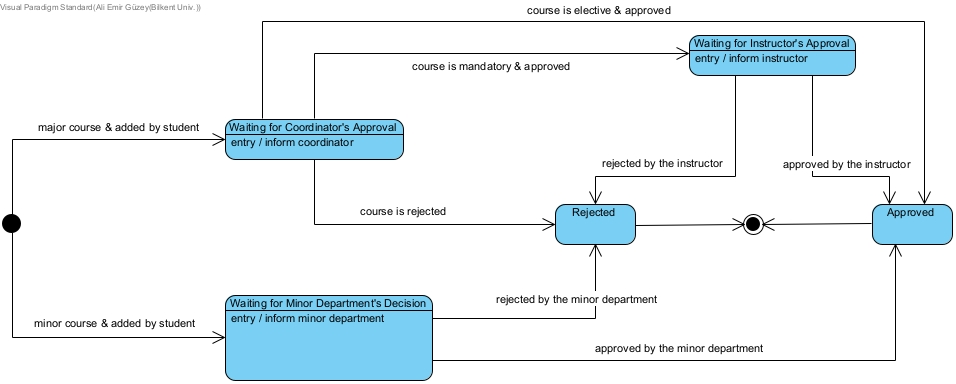 Visual Paradigm Standard(Ali Emir Güzey(Bilkent Univ.))
course is elective & approved
Waiting for Instructor's Approval
entry / inform instructor
course is mandatory & approved
major course & added by student
Waiting for Coordinator's Approval
entry / inform coordinator
rejected by the instructor
approved by the instructor
course is rejected
Rejected
Approved
Waiting for Minor Department's Decision
entry / inform minor department
rejected by the minor department
minor course & added by student
approved by the minor department